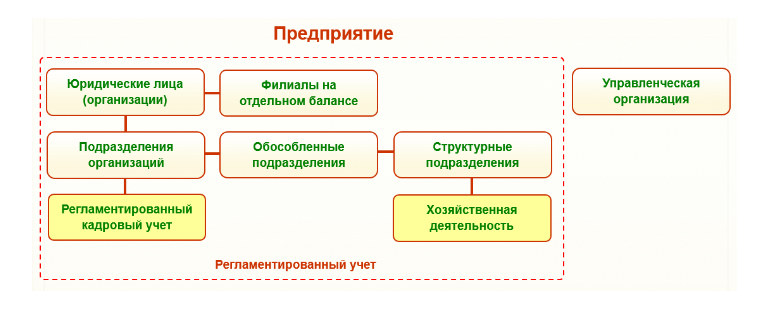 Предприятие
Юридические лица
(организации)
Филиалы на
отдельном балансе
Управленческая
организация
Подразделения
организаций
Обособленные
подразделения
Структурные
подразделения
Регламентированный
кадровый учет
Хозяйственная
деятельность
Регламентированный учет